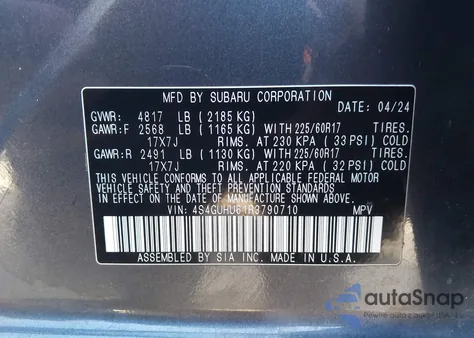 MFD BY SUBARU CORPORATION
DATE: 04/24
GVWR: 4817 LB (2185 KG)
GAWR:F 2568 LB (1165 KG) WITH 225/60R17 TIRES.
17X7J RIMS. AT 230 KPA (33 PSI) COLD
GAWR:R 2491 LB (1130 KG) WITH 225/60R17 TIRES.
17X7J RIMS. AT 220 KPA (32 PSI) COLD
THIS VEHICLE CONFORMS TO ALL APPLICABLE FEDERAL MOTOR
VEHICLE SAFETY AND THEFT PREVENTION STANDARDS
IN EFFECT ON THE DATE OF MANUFACTURE SHOWN ABOVE.
VIN: 4S4GUHU61R3790710 MPV
ASSEMBLED BY SIA INC. MADE IN U.S.A.
autoSnap